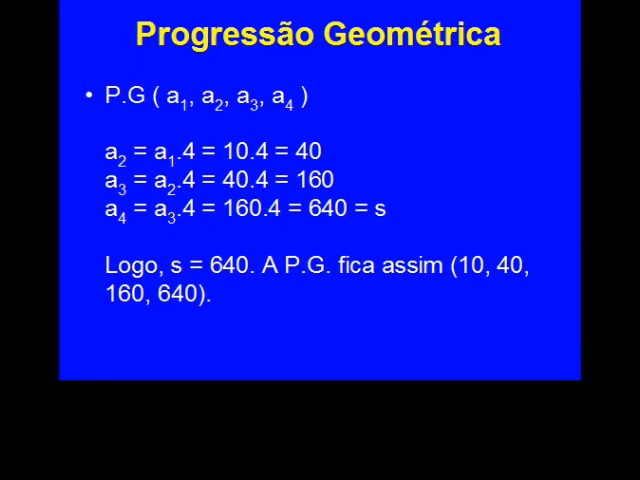 Progressão Geométrica
• P.G ( a₁, a₂, a₃, a₄ )
a₂ = a₁.4 = 10.4 = 40
a₃ = a₂.4 = 40.4 = 160
a₄ = a₃.4 = 160.4 = 640 = s
Logo, s = 640. A P.G. fica assim (10, 40,
160, 640).